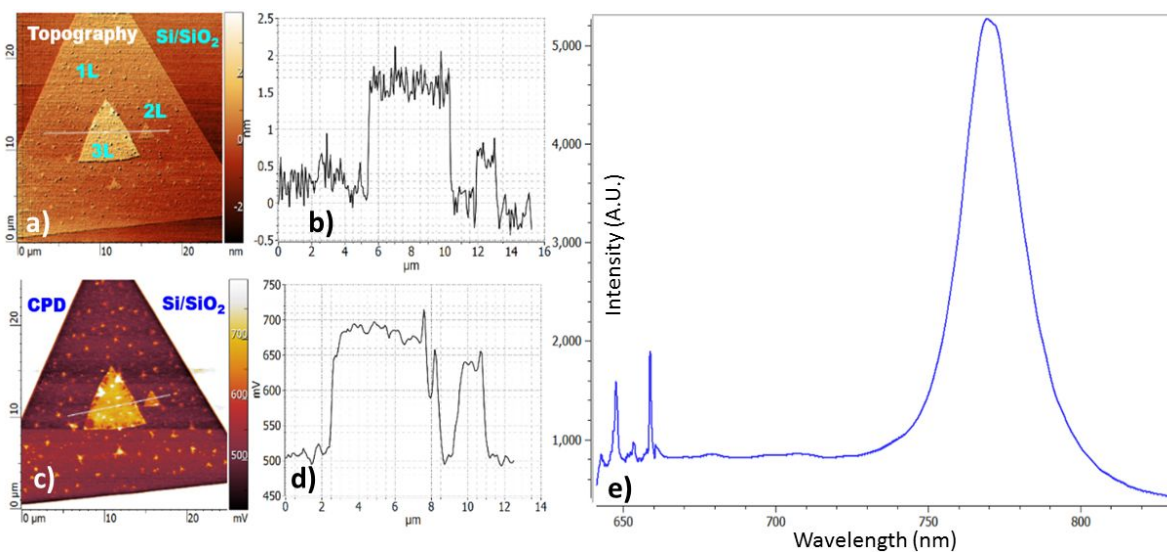 Topography Si/SiO2
1L
2L
3L
a)
20
10
0 µm
0 µm 10 20
2
0
-2
nm
nm
2.5
2
1.5
1
0.5
0
-0.5
0 2 4 6 8 10 12 14 16
µm
b)
CPD Si/SiO2
c)
20
10
0 µm
0 µm 10 20
700
600
500
mV
mV
750
700
650
600
550
500
450
0 2 4 6 8 10 12 14
µm
d)
5,000
4,000
3,000
2,000
1,000
Intensity (A.U.)
650 700 750 800
Wavelength (nm)
e)